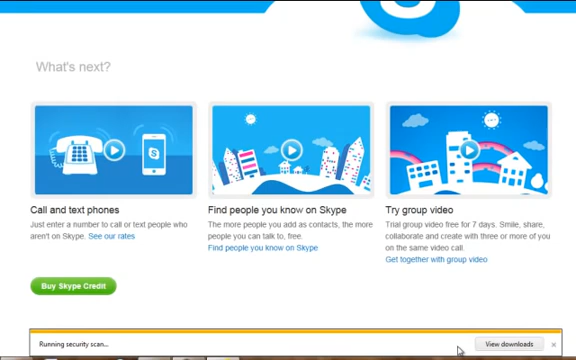 What's next?
Call and text phones
Just enter a number to call or text people who
aren't on Skype. See our rates
Find people you know on Skype
The more people you add as contacts, the more
people you can talk to, free.
Find people you know on Skype
Try group video
Trial group video free for 7 days. Smile, share,
collaborate and create with three or more of you
on the same video call.
Get together with group video
Buy Skype Credit
Running security scan...
View downloads